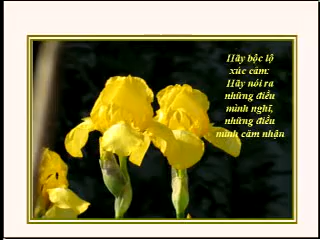 Hãy bộc lộ
xúc cảm:
Hãy nói ra
những điều
mình nghĩ,
những điều
mình cảm nhận